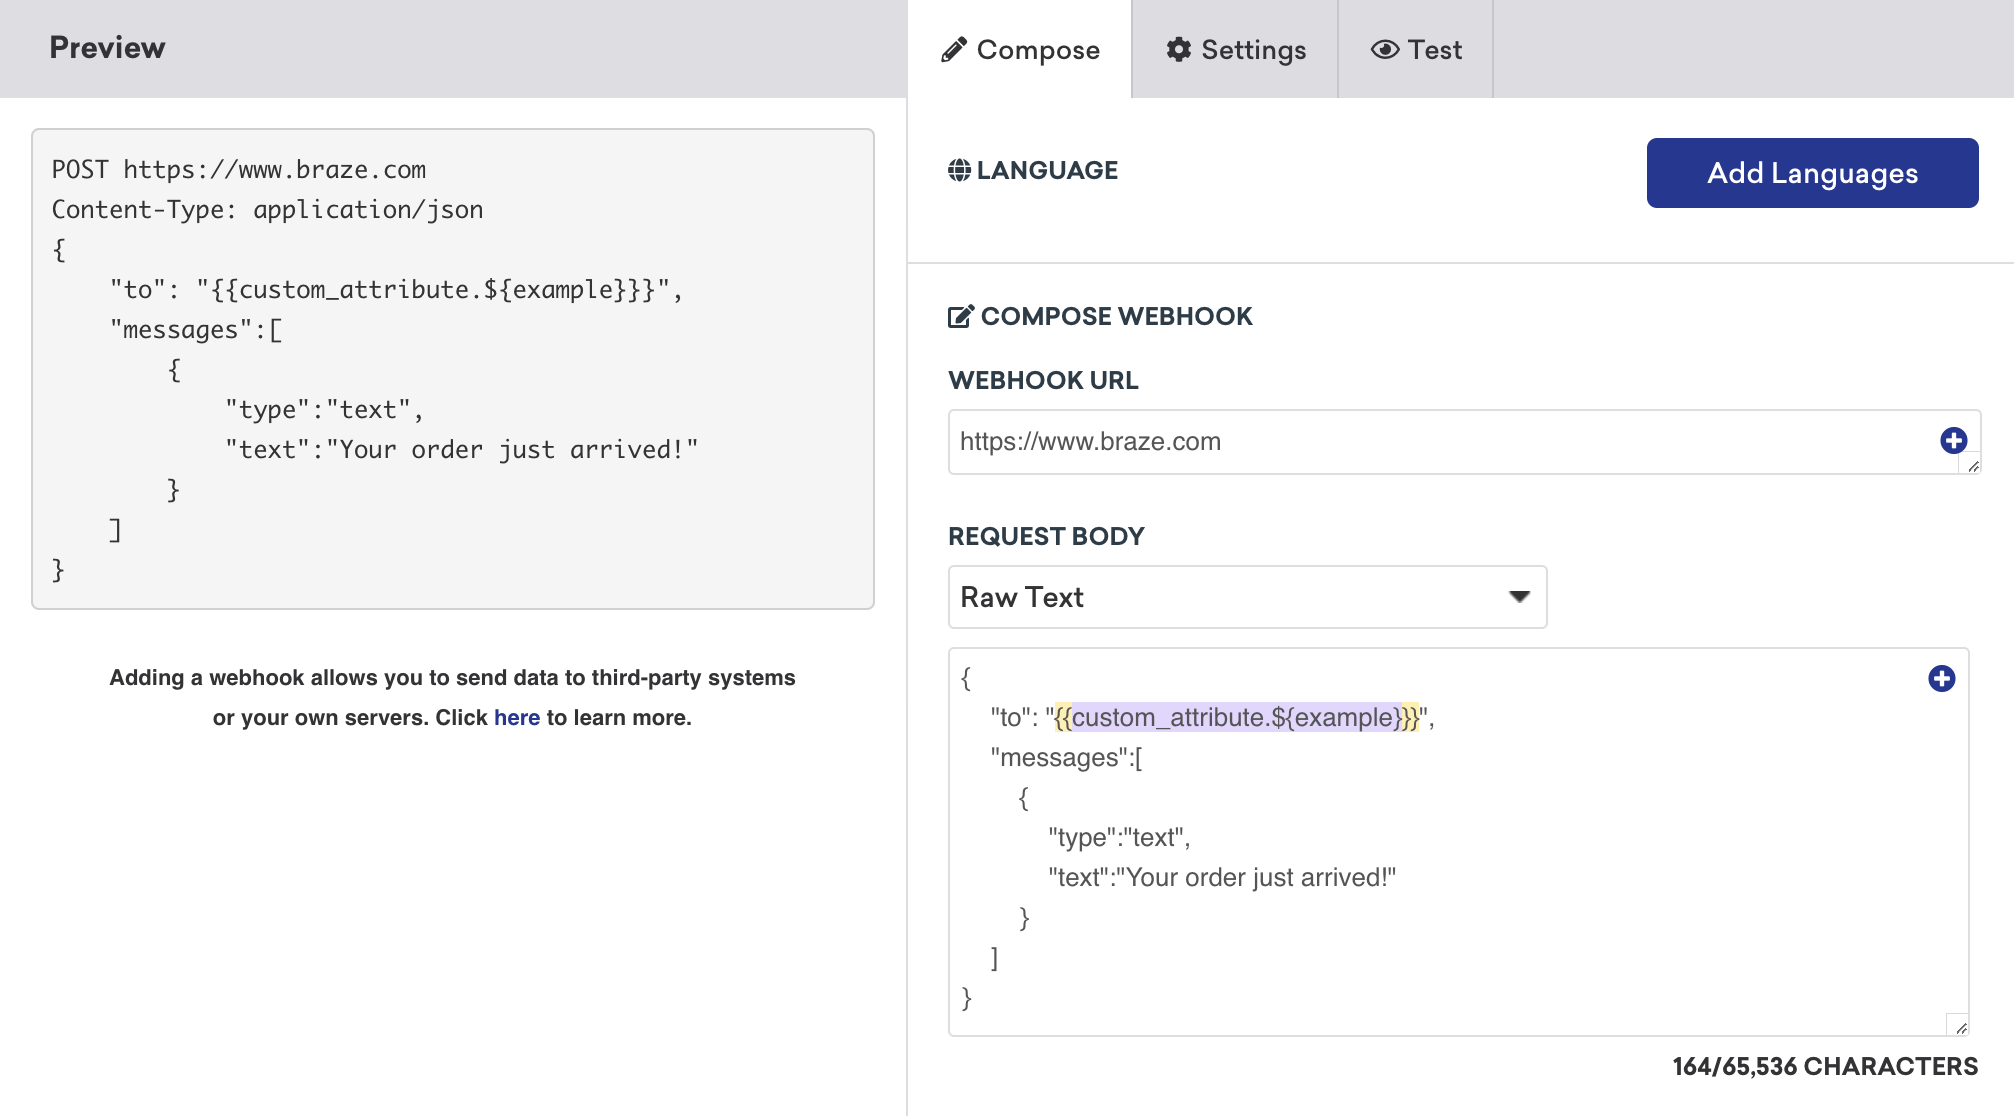 Preview
POST https://www.braze.com
Content-Type: application/json
{
    "to": "{{custom_attribute.${example}}}",
    "messages":[
        {
            "type":"text",
            "text":"Your order just arrived!"
        }
    ]
}
Adding a webhook allows you to send data to third-party systems
or your own servers. Click here to learn more.
Compose
Settings
Test
LANGUAGE
Add Languages
COMPOSE WEBHOOK
WEBHOOK URL
https://www.braze.com
REQUEST BODY
Raw Text
{
    "to": "{{custom_attribute.${example}}}",
    "messages":[
        {
            "type":"text",
            "text":"Your order just arrived!"
        }
    ]
}
164/65,536 CHARACTERS